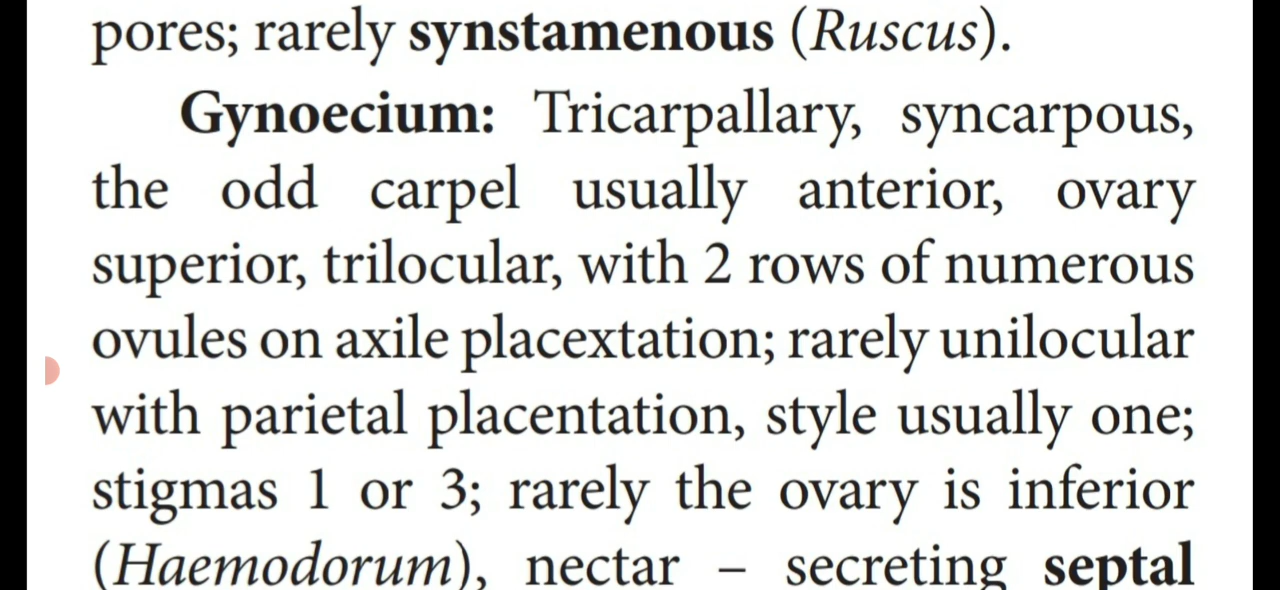 pores; rarely synstamenous (Ruscus).
Gynoecium: Tricarpallary, syncarpous,
the odd carpel usually anterior, ovary
superior, trilocular, with 2 rows of numerous
ovules on axile placextation; rarely unilocular
with parietal placentation, style usually one;
stigmas 1 or 3; rarely the ovary is inferior
(Haemodorum), nectar – secreting septal